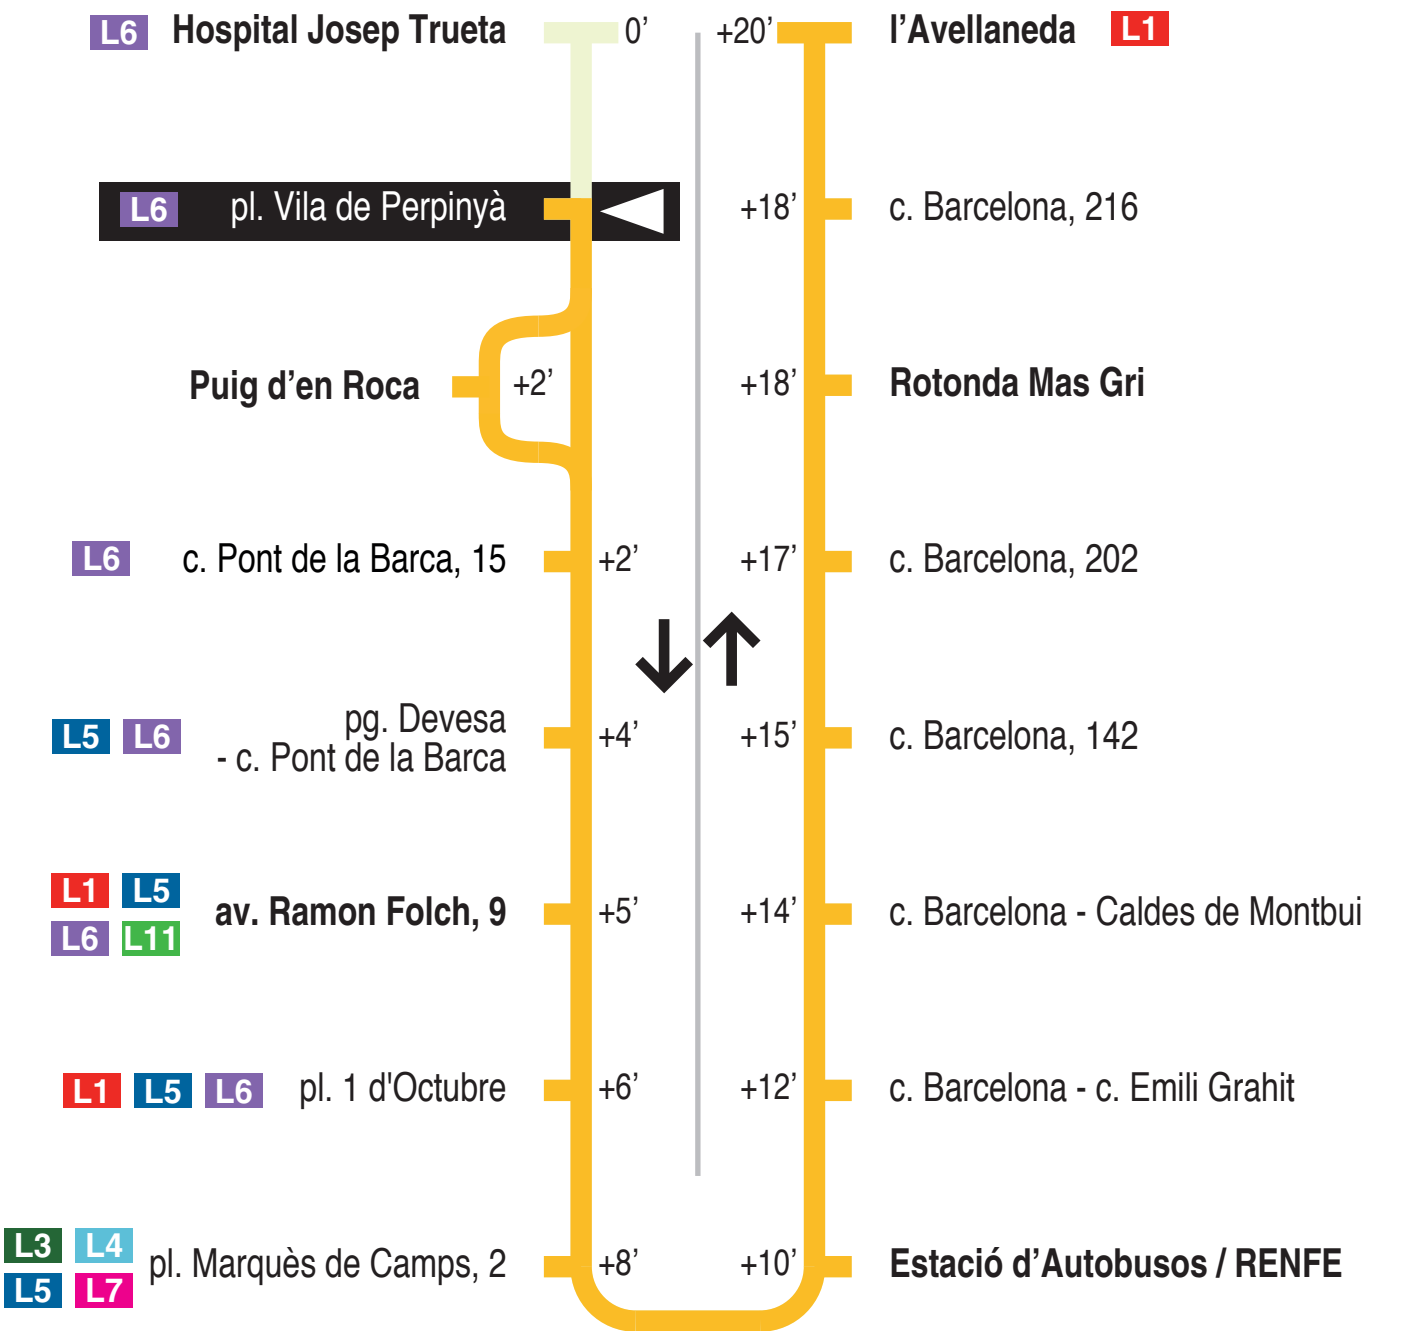 L6 Hospital Josep Trueta 0’
L6 pl. Vila de Perpinyà
Puig d’en Roca +2’
L6 c. Pont de la Barca, 15 +2’
L5 L6 pg. Devesa
- c. Pont de la Barca +4’
L1 L5
L6 L11
av. Ramon Folch, 9 +5’
L1 L5 L6 pl. 1 d'Octubre +6’
L3 L4
L5 L7
pl. Marquès de Camps, 2 +8’
+20’ l’Avellaneda L1
+18’ c. Barcelona, 216
+18’ Rotonda Mas Gri
+17’ c. Barcelona, 202
+15’ c. Barcelona, 142
+14’ c. Barcelona - Caldes de Montbui
+12’ c. Barcelona - c. Emili Grahit
+10’ Estació d’Autobusos / RENFE